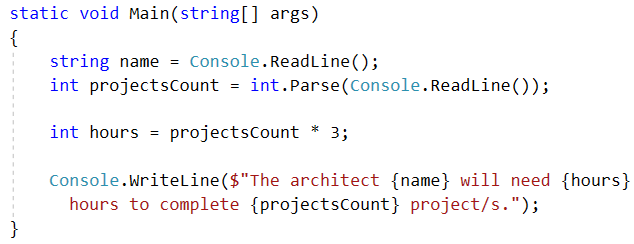 static void Main(string[] args)
{
string name = Console.ReadLine();
int projectsCount = int.Parse(Console.ReadLine());
int hours = projectsCount * 3;
Console.WriteLine($"The architect {name} will need {hours}
hours to complete {projectsCount} project/s.");
}